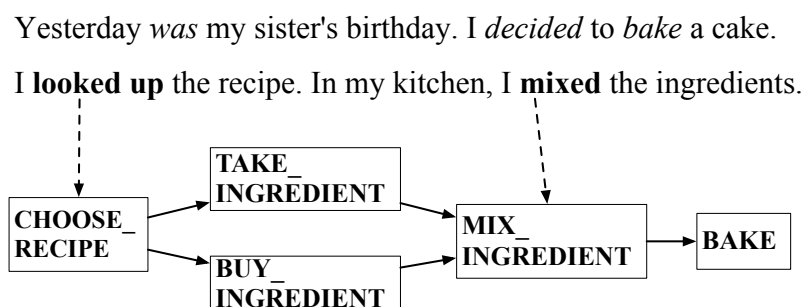 Yesterday was my sister's birthday. I decided to bake a cake.
I looked up the recipe. In my kitchen, I mixed the ingredients.
TAKE_
INGREDIENT
CHOOSE_
RECIPE
BUY_
INGREDIENT
MIX_
INGREDIENT
BAKE